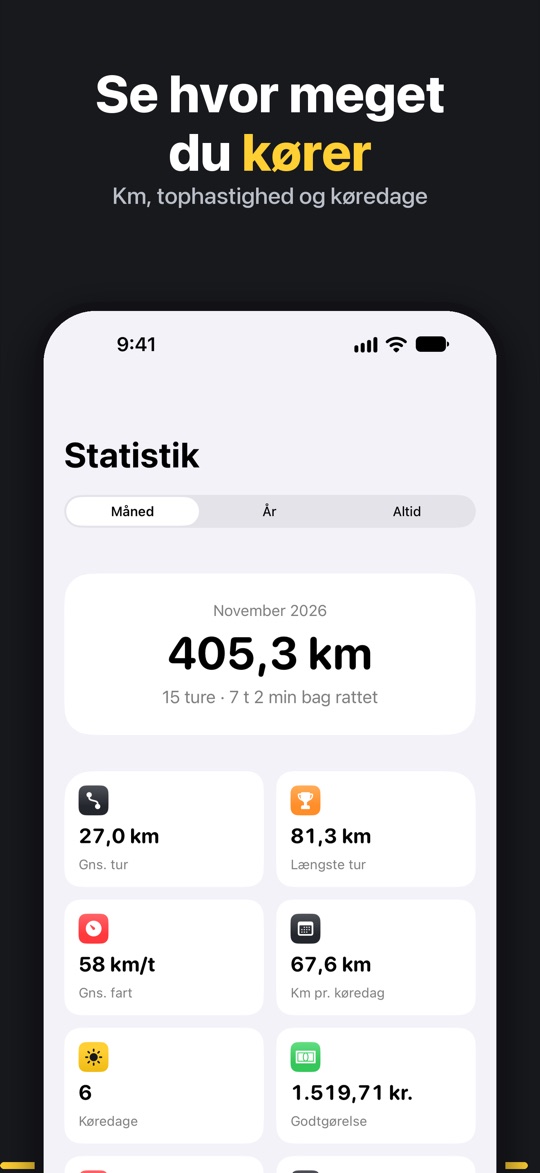 Se hvor meget
du kører
Km, tophastighed og køredage
9:41
Statistik
Måned
År
Altid
November 2026
405,3 km
15 ture · 7 t 2 min bag rattet
27,0 km
Gns. tur
81,3 km
Længste tur
58 km/t
Gns. fart
67,6 km
Km pr. køredag
6
Køredage
1.519,71 kr.
Godtgørelse